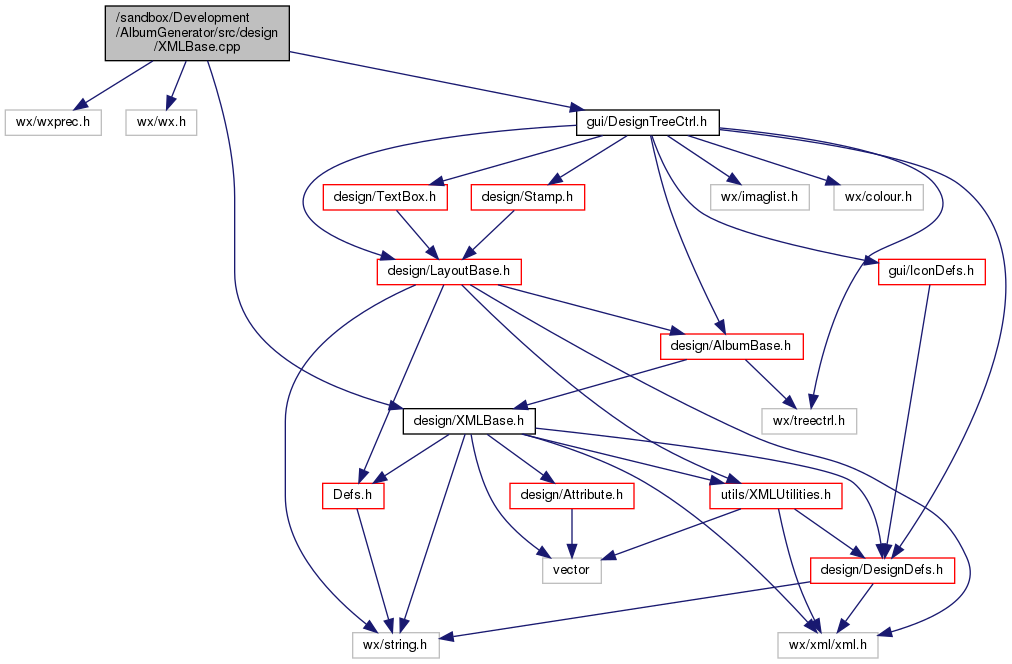 /sandbox/Development
/AlbumGenerator/src/design
/XMLBase.cpp
wx/wxprec.h
wx/wx.h
gui/DesignTreeCtrl.h
design/TextBox.h
design/Stamp.h
wx/imaglist.h
wx/colour.h
design/LayoutBase.h
gui/IconDefs.h
design/AlbumBase.h
design/XMLBase.h
wx/treectrl.h
Defs.h
design/Attribute.h
utils/XMLUtilities.h
vector
design/DesignDefs.h
wx/string.h
wx/xml/xml.h